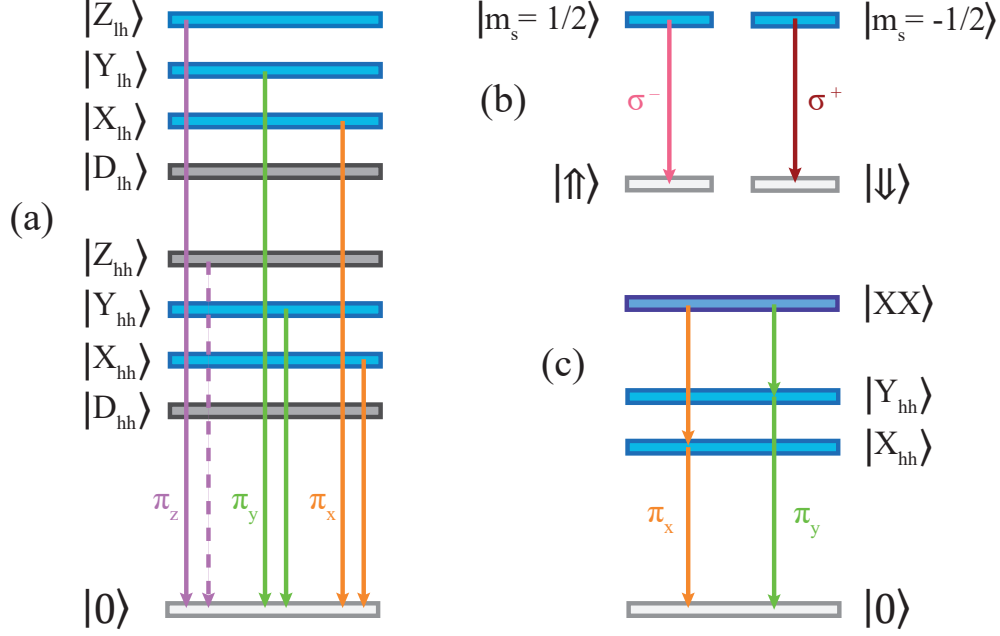 (a)
|Z_lh⟩
|Y_lh⟩
|X_lh⟩
|D_lh⟩
|Z_hh⟩
|Y_hh⟩
|X_hh⟩
|D_hh⟩
π_z
π_y
π_x
|0⟩
(b)
|m_s = 1/2⟩
|m_s = -1/2⟩
σ⁻
σ⁺
|⇑⟩
|⇓⟩
(c)
|XX⟩
|Y_hh⟩
|X_hh⟩
π_x
π_y
|0⟩